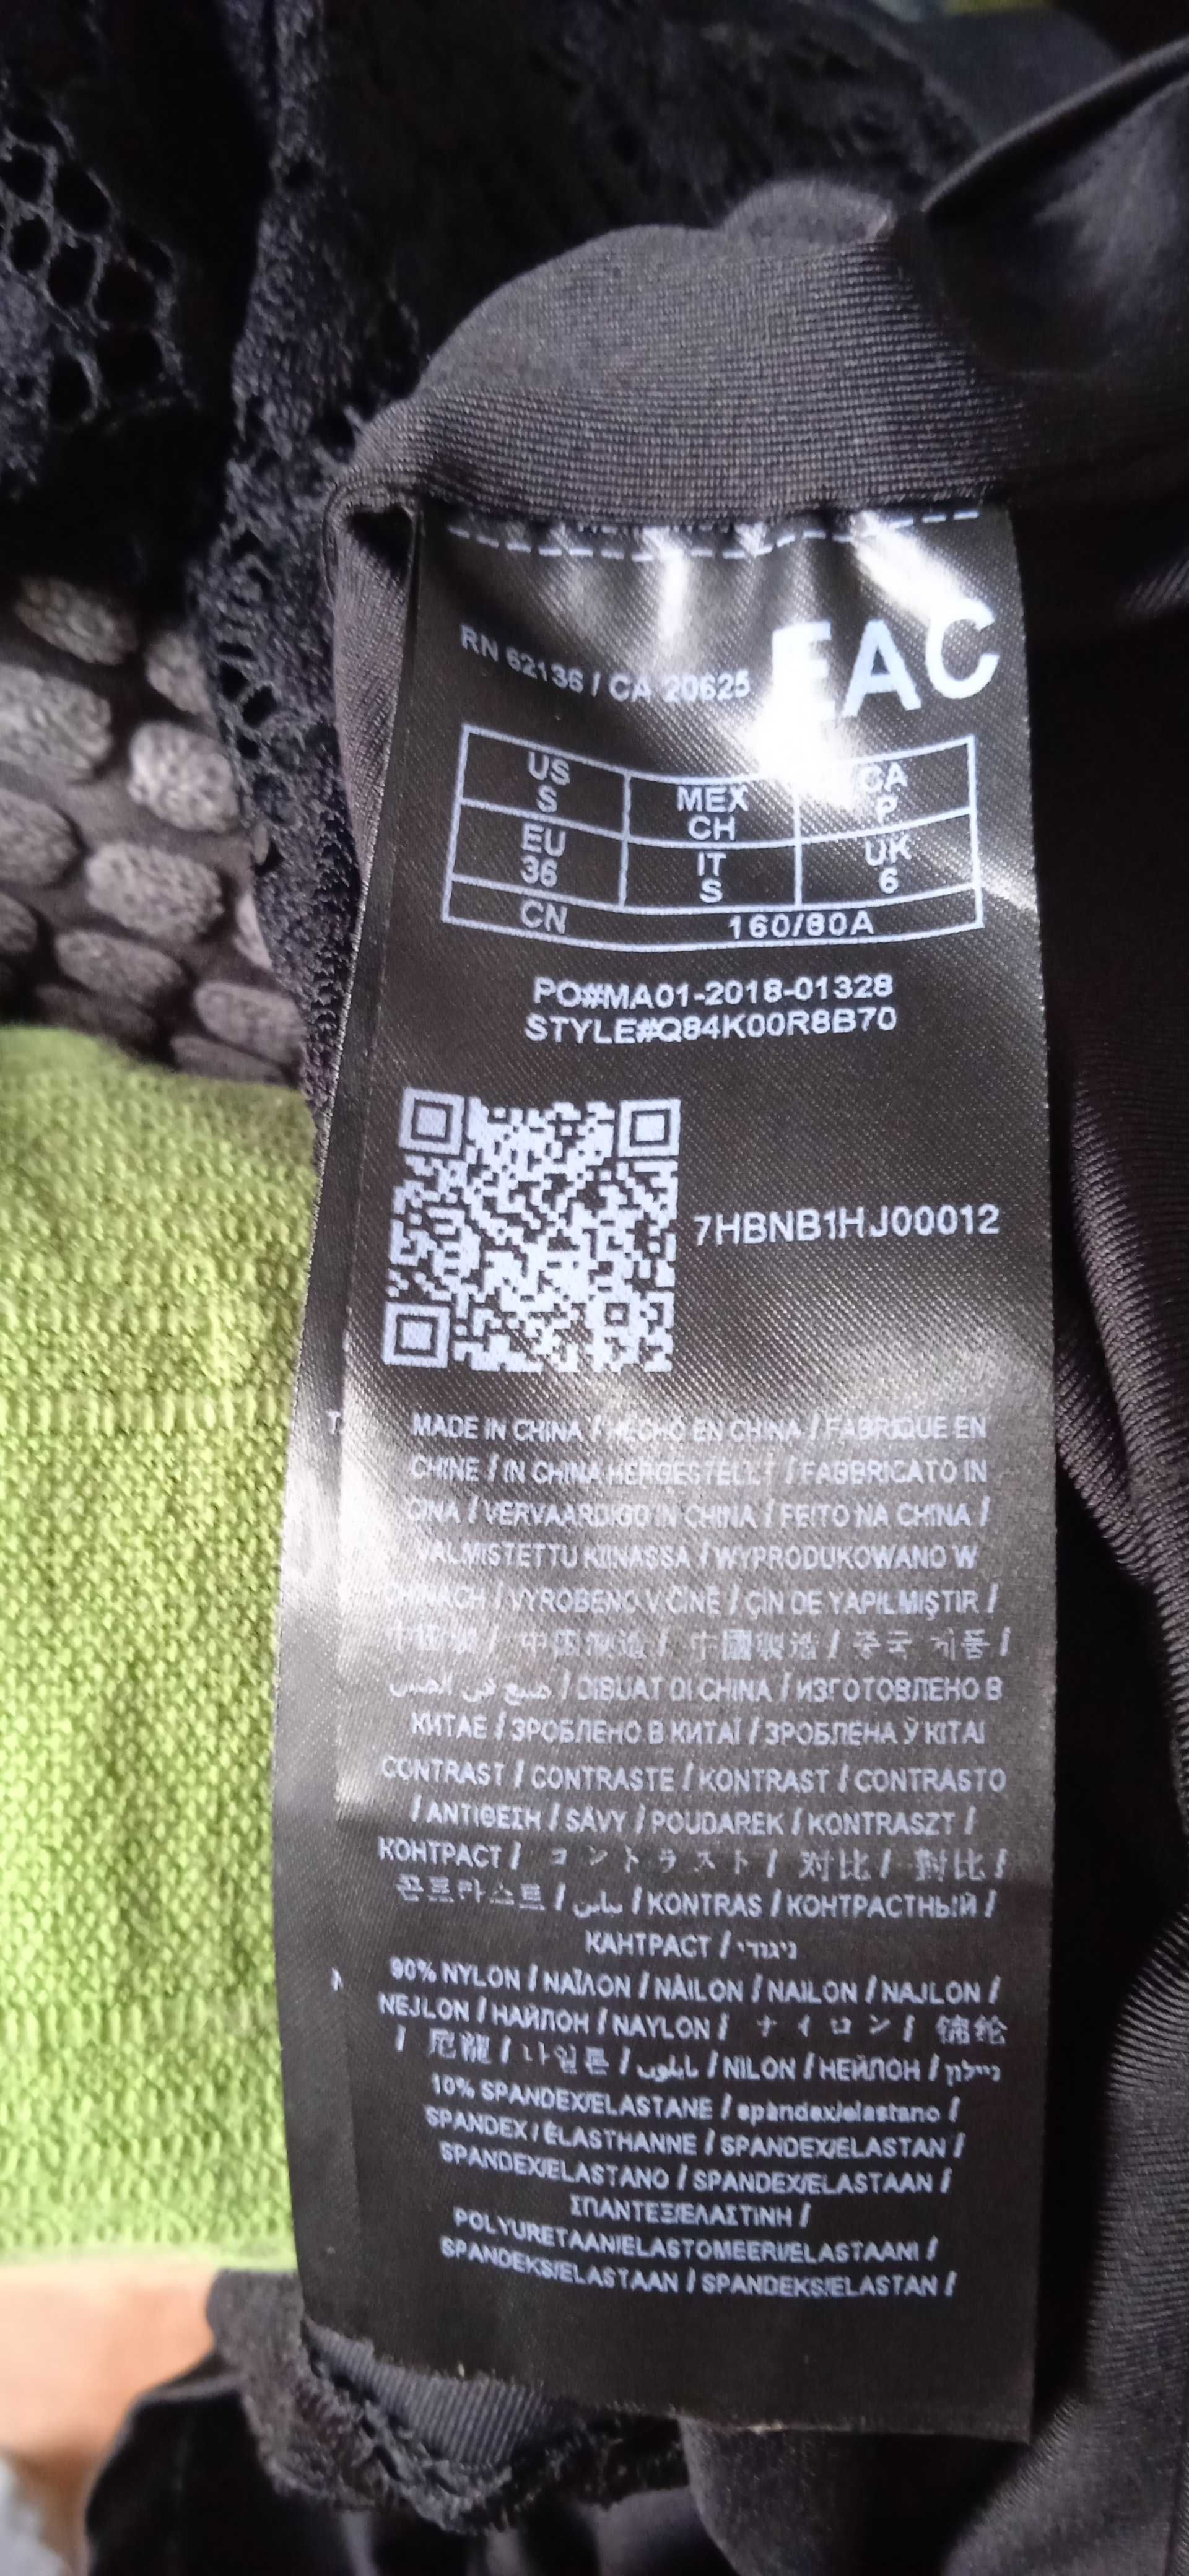 RN 62136 / CA 20625
EAC
US
S
MEX
CH
CA
P
EU
36
IT
S
UK
6
CN
160/80A
PO#MA01-2018-01328
STYLE#Q84K00R8B70
7HBNB1HJ00012
MADE IN CHINA / HECHO EN CHINA / FABRIQUE EN
CHINE / IN CHINA HERGESTELLT / FABBRICATO IN
CINA / VERVAARDIGD IN CHINA / FEITO NA CHINA /
VALMISTETTU KIINASSA / WYPRODUKOWANO W
CHINACH / VYROBENO V ČÍNĚ / ÇIN DE YAPILMIŞTIR /
中国製 / 中国制造 / 中國製造 / 중국 제품 /
صنع في / DIBUAT DI CHINA / ИЗГОТОВЛЕНО В
КИТАЕ / ЗРОБЛЕНО В КИТАЇ / ЗРОБЛЕНА Ў КІТАІ
CONTRAST / CONTRASTE / KONTRAST / CONTRASTO
/ ΑΝΤΙΘΕΣΗ / SÄVY / POUDAREK / KONTRASZT /
КОНТРАСТ / コントラスト / 对比 / 對比 /
콘트라스트 / تباين / KONTRAS / КОНТРАСТНЫЙ /
КАНТРАСТ / ניגודי
90% NYLON / ΝΑΪΛΟΝ / NÁILON / NAILON / NAJLON /
NEJLON / НАЙЛОН / NAYLON / ナイロン / 锦纶
/ 尼龍 / 나일론 / نايلون / NILON / НЕЙЛОН / ניילון
10% SPANDEX/ELASTANE / spandex/elastano /
SPANDEX / ÉLASTHANNE / SPANDEX/ELASTAN /
SPANDEX/ELASTANO / SPANDEX/ELASTAAN /
ΣΠΑΝΤΕΞ/ΕΛΑΣΤΙΝΗ /
POLYURETAANIELASTOMEERI/ELASTAANI /
SPANDEKS/ELASTAAN / SPANDEKS/ELASTAN /